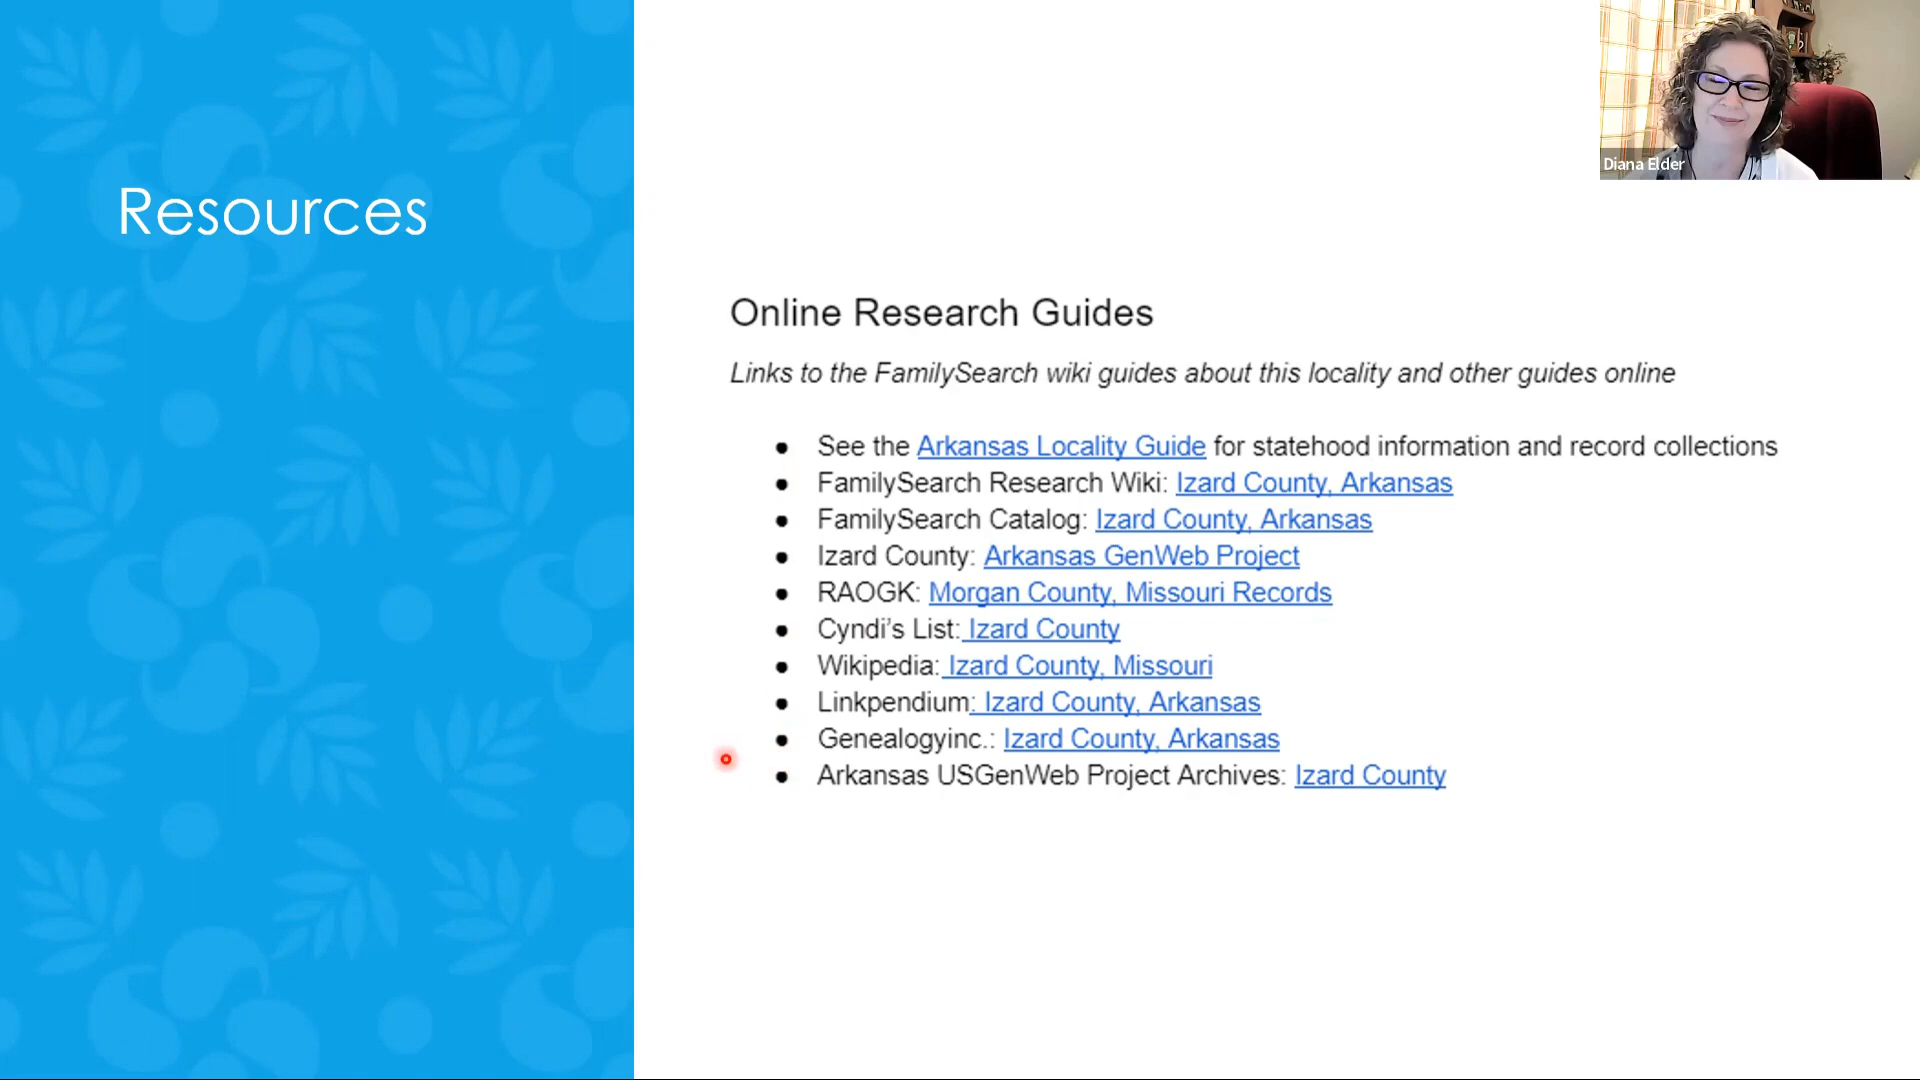 Resources
Diana Elder
Online Research Guides
Links to the FamilySearch wiki guides about this locality and other guides online
● See the Arkansas Locality Guide for statehood information and record collections
● FamilySearch Research Wiki: Izard County, Arkansas
● FamilySearch Catalog: Izard County, Arkansas
● Izard County: Arkansas GenWeb Project
● RAOGK: Morgan County, Missouri Records
● Cyndi’s List: Izard County
● Wikipedia: Izard County, Missouri
● Linkpendium: Izard County, Arkansas
● Genealogyinc.: Izard County, Arkansas
● Arkansas USGenWeb Project Archives: Izard County